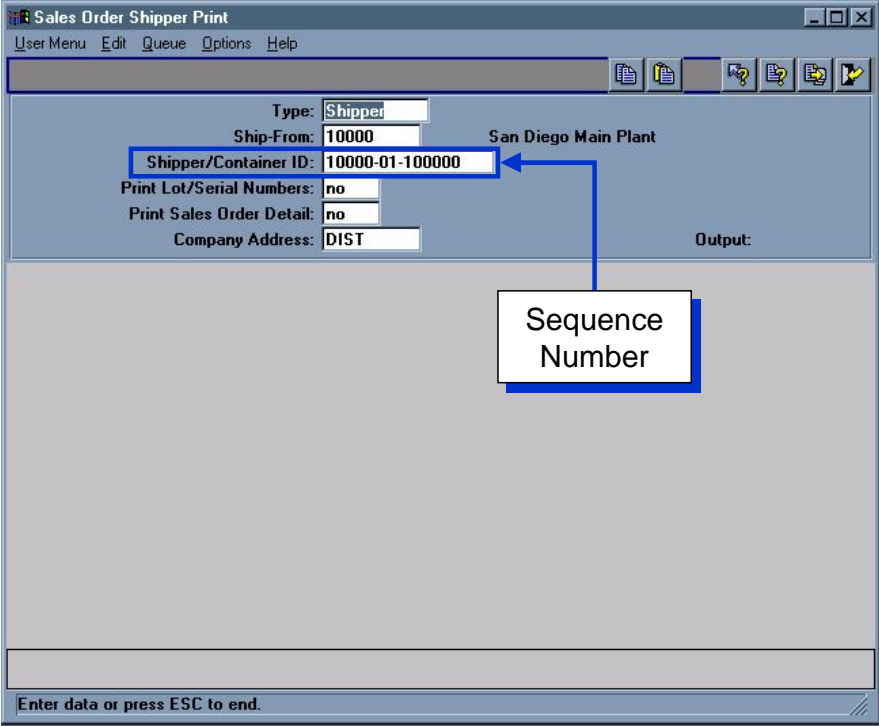 Sales Order Shipper Print
User Menu Edit Queue Options Help
Type: Shipper
Ship-From: 10000 San Diego Main Plant
Shipper/Container ID: 10000-01-100000
Print Lot/Serial Numbers: no
Print Sales Order Detail: no
Company Address: DIST Output:
Sequence
Number
Enter data or press ESC to end.